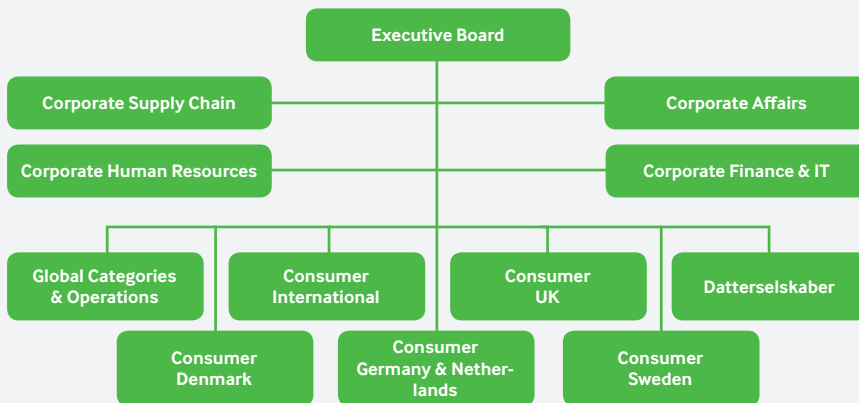 Executive Board
Corporate Supply Chain
Corporate Affairs
Corporate Human Resources
Corporate Finance & IT
Global Categories
& Operations
Consumer
International
Consumer
UK
Datterselskaber
Consumer
Denmark
Consumer
Germany & Nether-
lands
Consumer
Sweden